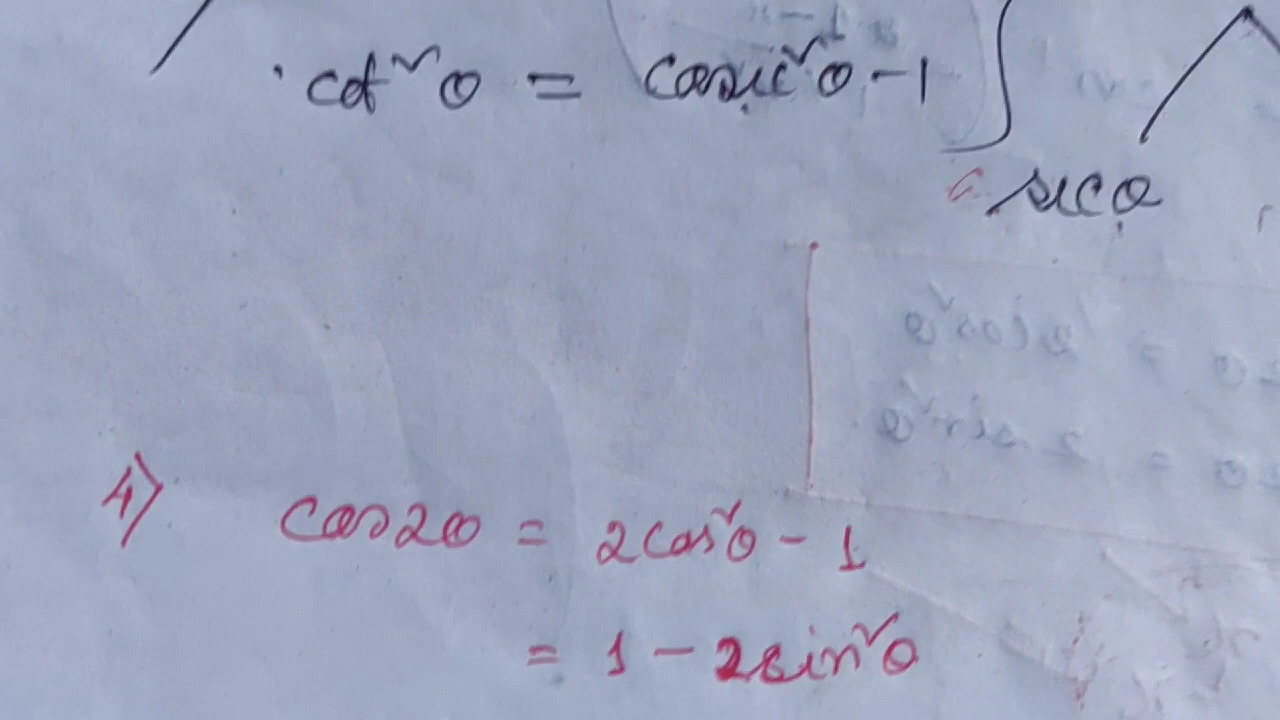 cot²θ = cosec²θ - 1
secθ
4) cos2θ = 2cos²θ - 1
= 1 - 2sin²θ